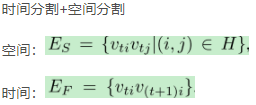 时间分割+空间分割
空间： E_S = {v_{ti}v_{tj}|(i, j) ∈ H},
时间： E_F = {v_{ti}v_{(t+1)i}}